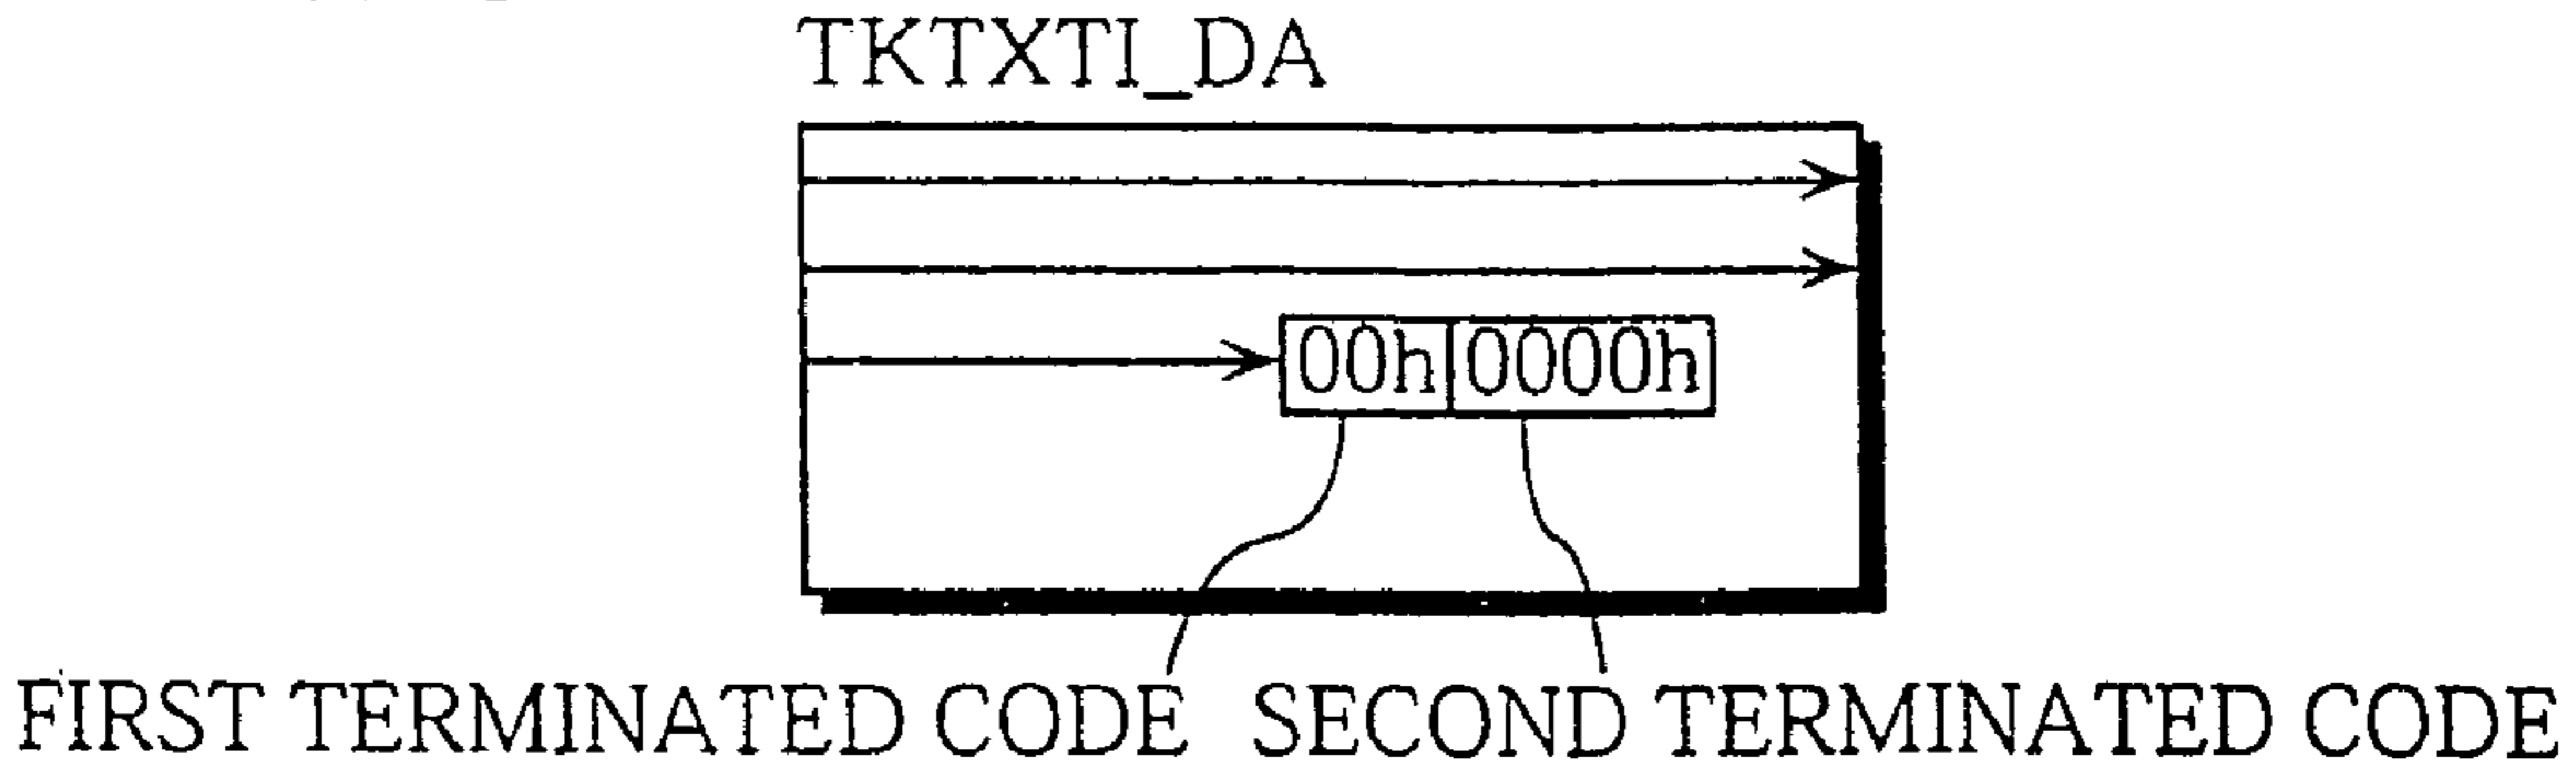 TKTXTI_DA
00h 0000h
FIRST TERMINATED CODE SECOND TERMINATED CODE